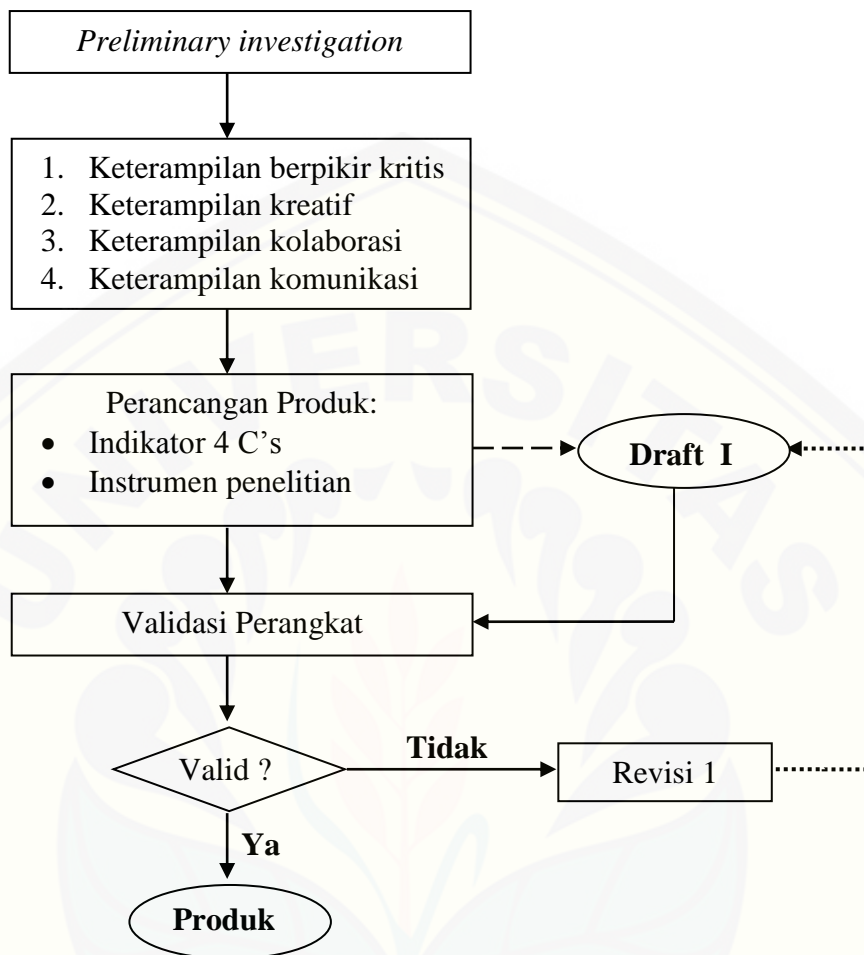 Preliminary investigation
1. Keterampilan berpikir kritis
2. Keterampilan kreatif
3. Keterampilan kolaborasi
4. Keterampilan komunikasi
Perancangan Produk:
• Indikator 4 C's
• Instrumen penelitian
Draft I
Validasi Perangkat
Valid ?
Tidak
Revisi 1
Ya
Produk
UNIVERSITAS